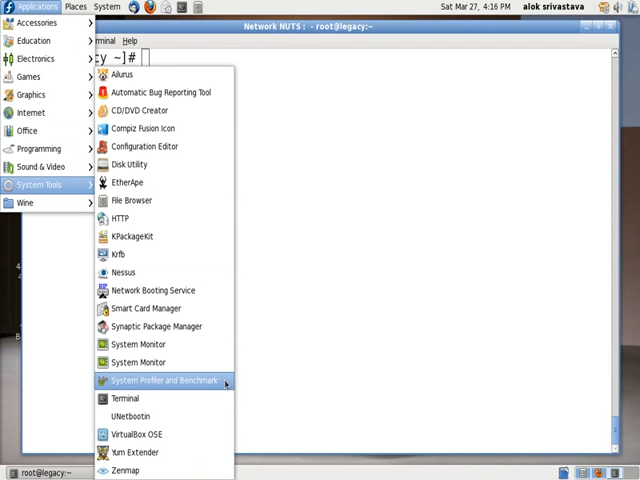 Applications Places System
Sat Mar 27, 4:16 PM alok srivastava
Network NUTS : - root@legacy:~
Help
cy ~]#
Accessories
Education
Electronics
Games
Graphics
Internet
Office
Programming
Sound & Video
System Tools
Wine
Ailurus
Automatic Bug Reporting Tool
CD/DVD Creator
Compiz Fusion Icon
Configuration Editor
Disk Utility
EtherApe
File Browser
HTTP
KPackageKit
Krfb
Nessus
Network Booting Service
Smart Card Manager
Synaptic Package Manager
System Monitor
System Monitor
System Profiler and Benchmark
Terminal
UNetbootin
VirtualBox OSE
Yum Extender
Zenmap
root@legacy:~